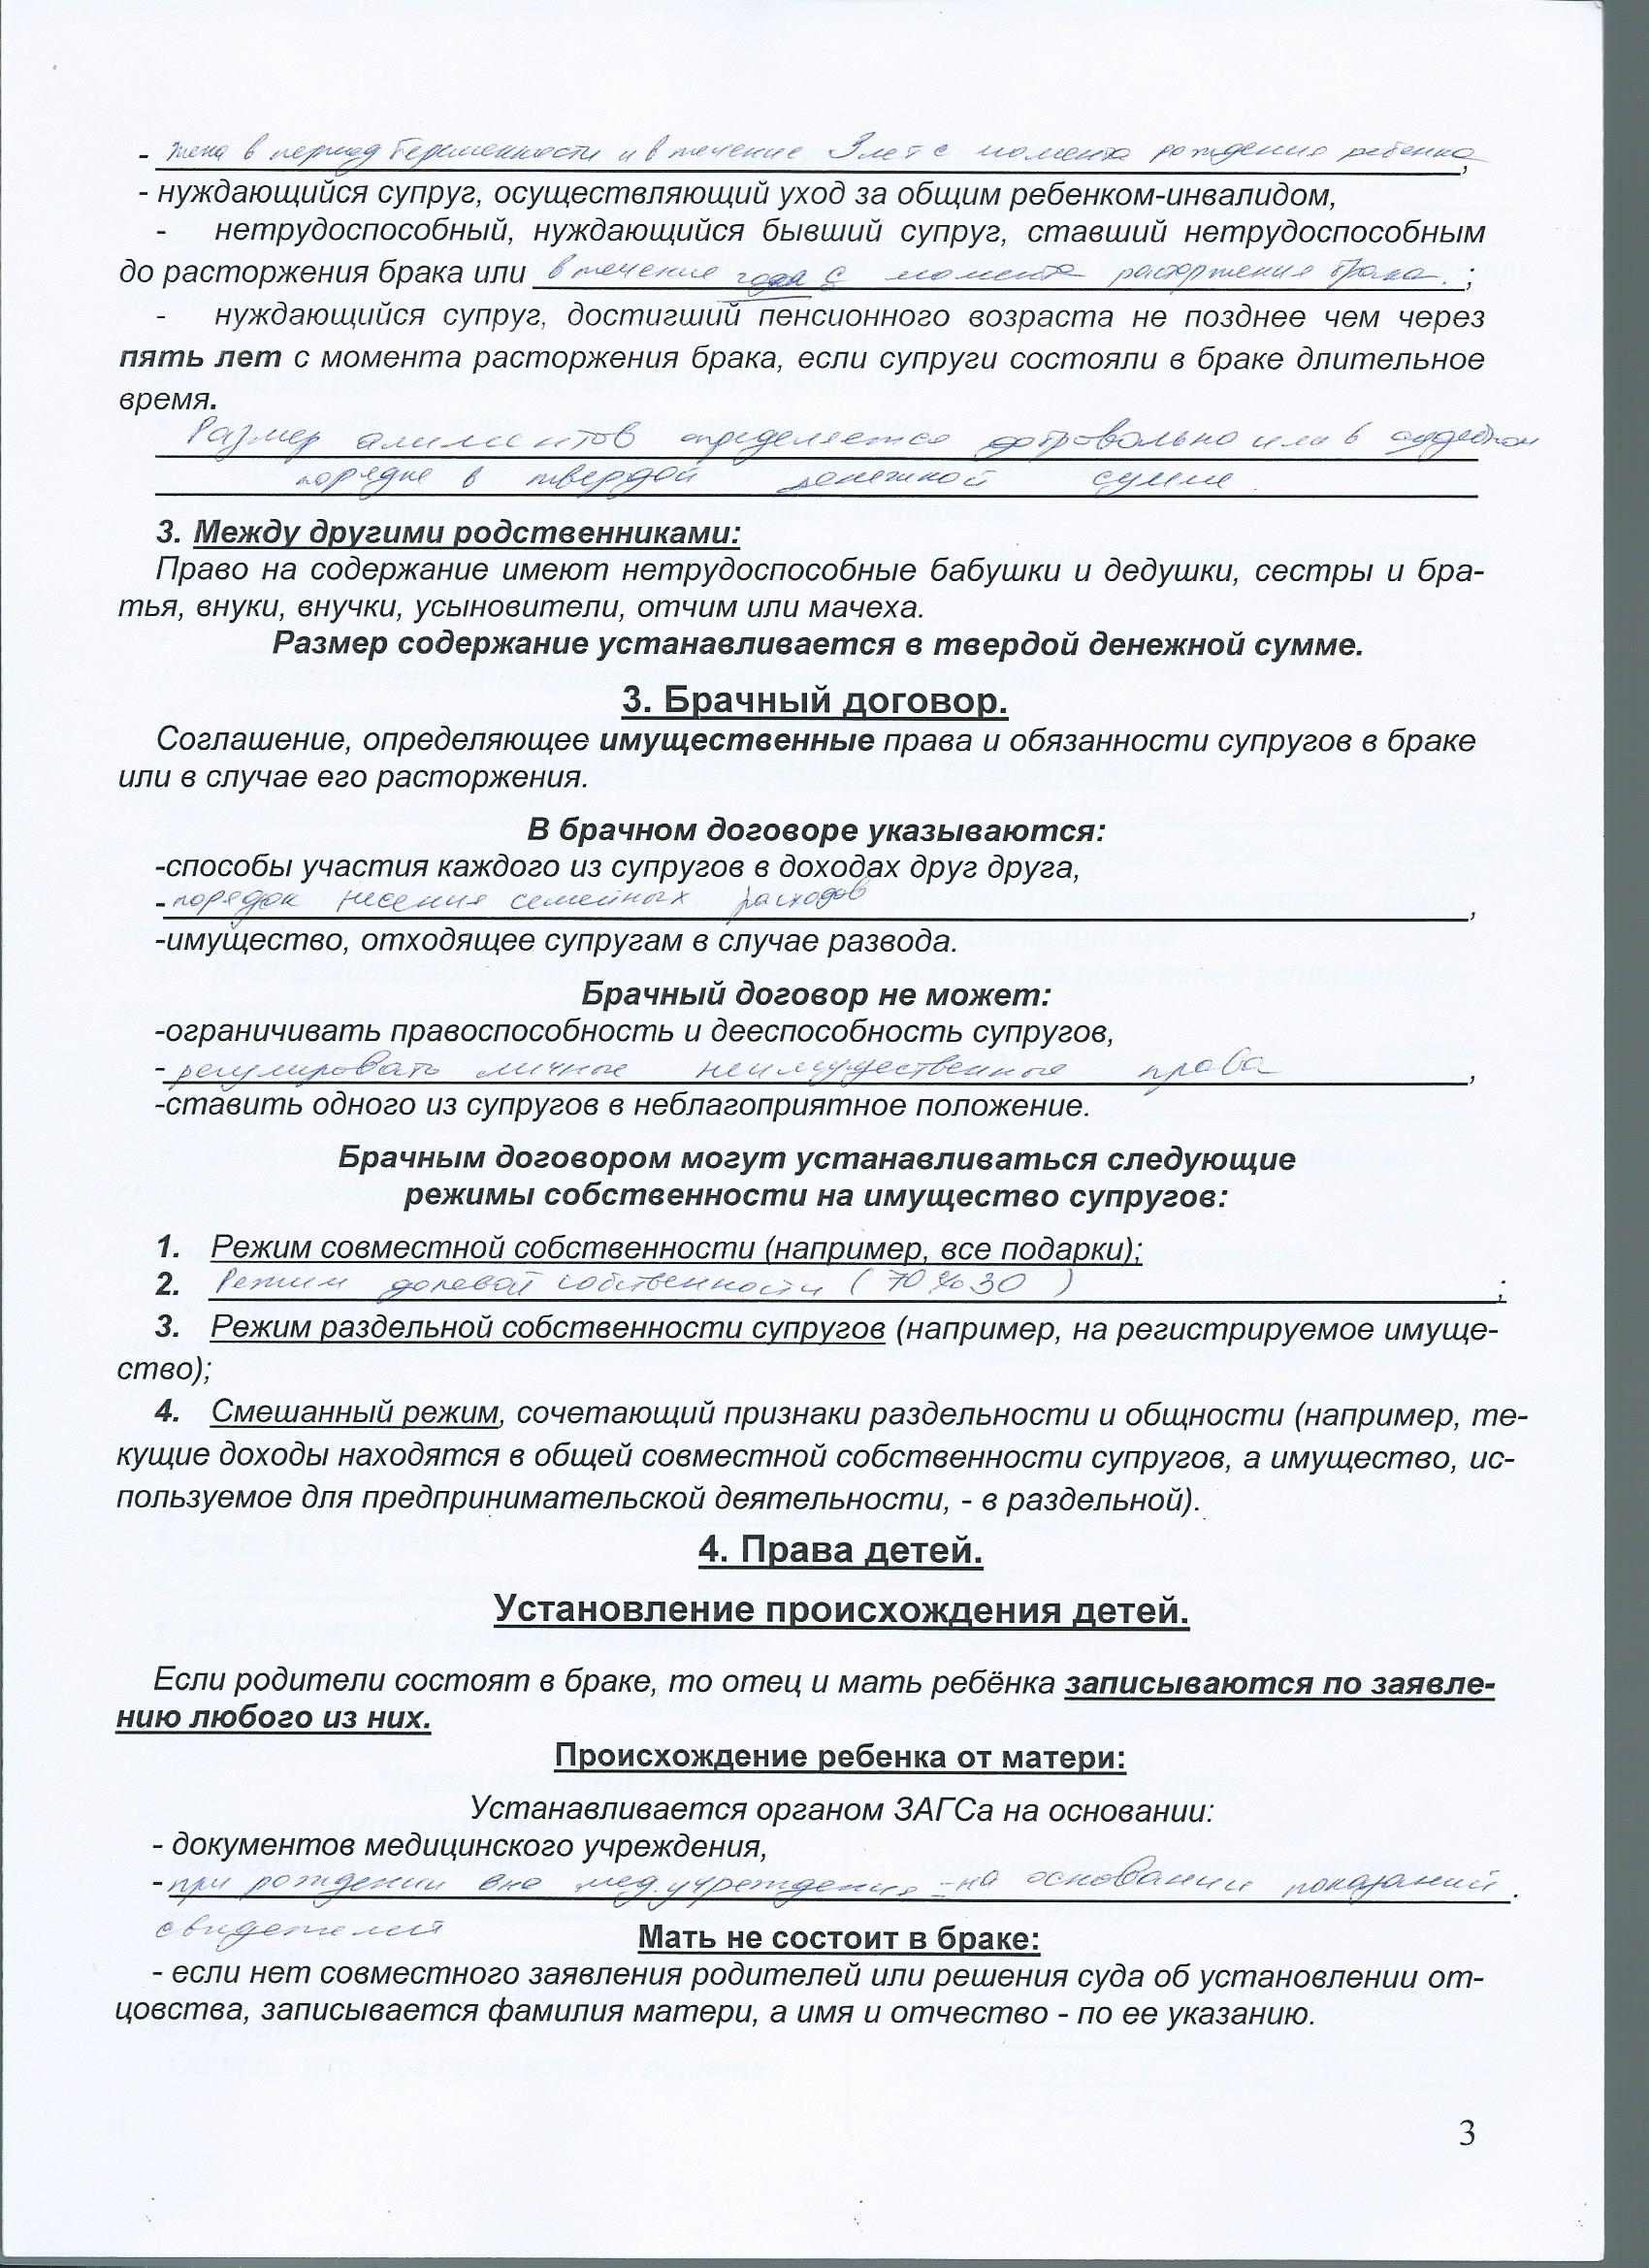 - жена в период беременности и в течение 3 лет с момента рождения ребенка,
- нуждающийся супруг, осуществляющий уход за общим ребенком-инвалидом,
- нетрудоспособный, нуждающийся бывший супруг, ставший нетрудоспособным
до расторжения брака или в течение года с момента расторжения брака. ;
- нуждающийся супруг, достигший пенсионного возраста не позднее чем через
пять лет с момента расторжения брака, если супруги состояли в браке длительное
время.
Размер алиментов определяется добровольно или в судебном
порядке в твердой денежной сумме.
3. Между другими родственниками:
Право на содержание имеют нетрудоспособные бабушки и дедушки, сестры и бра-
тья, внуки, внучки, усыновители, отчим или мачеха.
Размер содержание устанавливается в твердой денежной сумме.
3. Брачный договор.
Соглашение, определяющее имущественные права и обязанности супругов в браке
или в случае его расторжения.
В брачном договоре указываются:
-способы участия каждого из супругов в доходах друг друга,
-порядок несения семейных расходов,
-имущество, отходящее супругам в случае развода.
Брачный договор не может:
-ограничивать правоспособность и дееспособность супругов,
-регулировать личные неимущественные права,
-ставить одного из супругов в неблагоприятное положение.
Брачным договором могут устанавливаться следующие
режимы собственности на имущество супругов:
1. Режим совместной собственности (например, все подарки);
2. Режим долевой собственности (70 % 30 ) ;
3. Режим раздельной собственности супругов (например, на регистрируемое имуще-
ство);
4. Смешанный режим, сочетающий признаки раздельности и общности (например, те-
кущие доходы находятся в общей совместной собственности супругов, а имущество, ис-
пользуемое для предпринимательской деятельности, - в раздельной).
4. Права детей.
Установление происхождения детей.
Если родители состоят в браке, то отец и мать ребёнка записываются по заявле-
нию любого из них.
Происхождение ребенка от матери:
Устанавливается органом ЗАГСа на основании:
- документов медицинского учреждения,
-при рождении вне мед. учреждения -на основании показаний.
свидетелей
Мать не состоит в браке:
- если нет совместного заявления родителей или решения суда об установлении от-
цовства, записывается фамилия матери, а имя и отчество - по ее указанию.
3